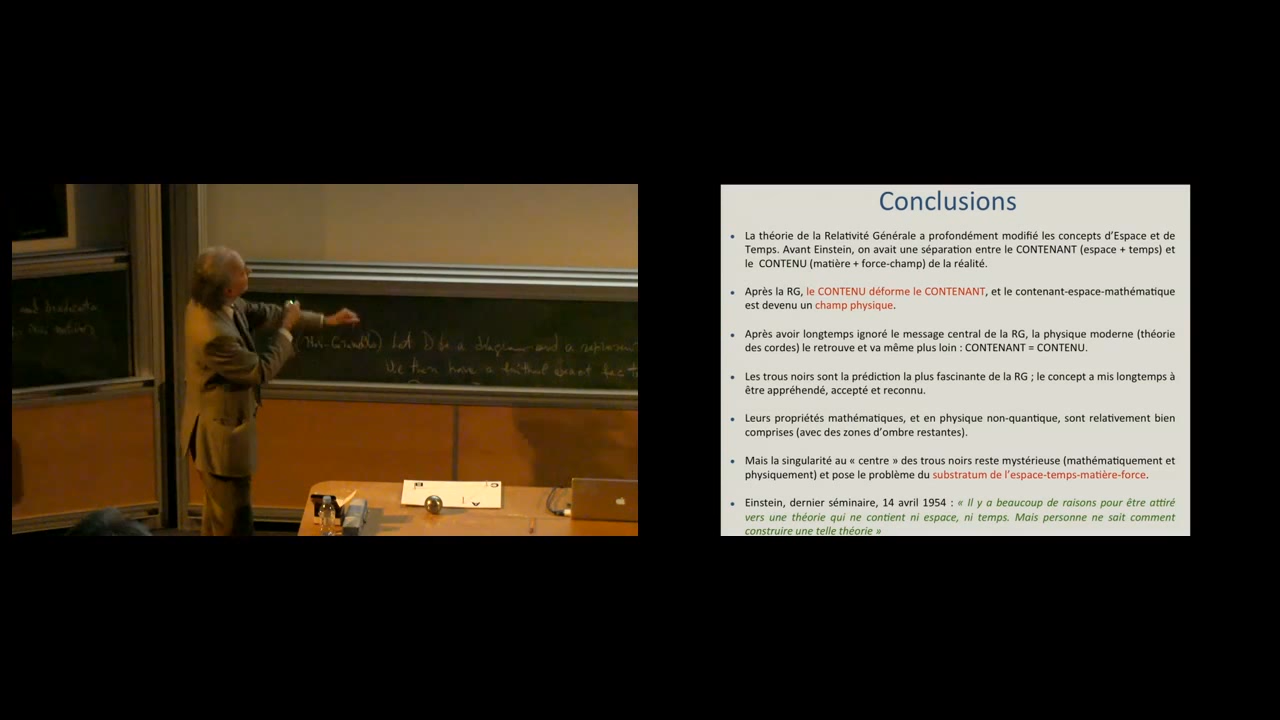 and
(Nori-Grundlo) Let D be a diagram and a represent
We then have a faithful exact fact
Conclusions
• La théorie de la Relativité Générale a profondément modifié les concepts d’Espace et de
Temps. Avant Einstein, on avait une séparation entre le CONTENANT (espace + temps) et
le CONTENU (matière + force-champ) de la réalité.
• Après la RG, le CONTENU déforme le CONTENANT, et le contenant-espace-mathématique
est devenu un champ physique.
• Après avoir longtemps ignoré le message central de la RG, la physique moderne (théorie
des cordes) le retrouve et va même plus loin : CONTENANT = CONTENU.
• Les trous noirs sont la prédiction la plus fascinante de la RG ; le concept a mis longtemps à
être appréhendé, accepté et reconnu.
• Leurs propriétés mathématiques, et en physique non-quantique, sont relativement bien
comprises (avec des zones d’ombre restantes).
• Mais la singularité au « centre » des trous noirs reste mystérieuse (mathématiquement et
physiquement) et pose le problème du substratum de l’espace-temps-matière-force.
• Einstein, dernier séminaire, 14 avril 1954 : « Il y a beaucoup de raisons pour être attiré
vers une théorie qui ne contient ni espace, ni temps. Mais personne ne sait comment
construire une telle théorie »